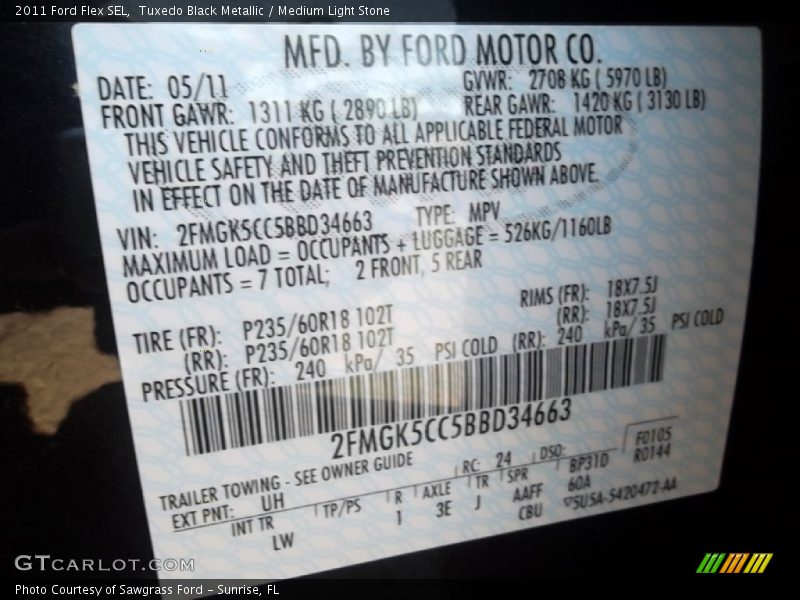 2011 Ford Flex SEL, Tuxedo Black Metallic / Medium Light Stone
MFD. BY FORD MOTOR CO.
DATE: 05/11 GVWR: 2708 KG ( 5970 LB)
FRONT GAWR: 1311 KG ( 2890 LB) REAR GAWR: 1420 KG ( 3130 LB)
THIS VEHICLE CONFORMS TO ALL APPLICABLE FEDERAL MOTOR
VEHICLE SAFETY AND THEFT PREVENTION STANDARDS
IN EFFECT ON THE DATE OF MANUFACTURE SHOWN ABOVE.
VIN: 2FMGK5CC5BBD34663 TYPE: MPV
MAXIMUM LOAD = OCCUPANTS + LUGGAGE = 526KG/1160LB
OCCUPANTS = 7 TOTAL; 2 FRONT, 5 REAR
TIRE (FR): P235/60R18 102T RIMS (FR): 18X7.5J
(RR): P235/60R18 102T (RR): 18X7.5J
PRESSURE (FR): 240 kPa/ 35 PSI COLD (RR): 240 kPa/ 35 PSI COLD
2FMGK5CC5BBD34663
TRAILER TOWING - SEE OWNER GUIDE RC: 24 DSO: F0105
EXT PNT: UH BP31D R0144
INT TR TP/PS R AXLE TR SPR 60A
LW 1 3E J AAFF 5U5A-5420472-AA
CBU
GTCARLOT.COM
Photo Courtesy of Sawgrass Ford - Sunrise, FL